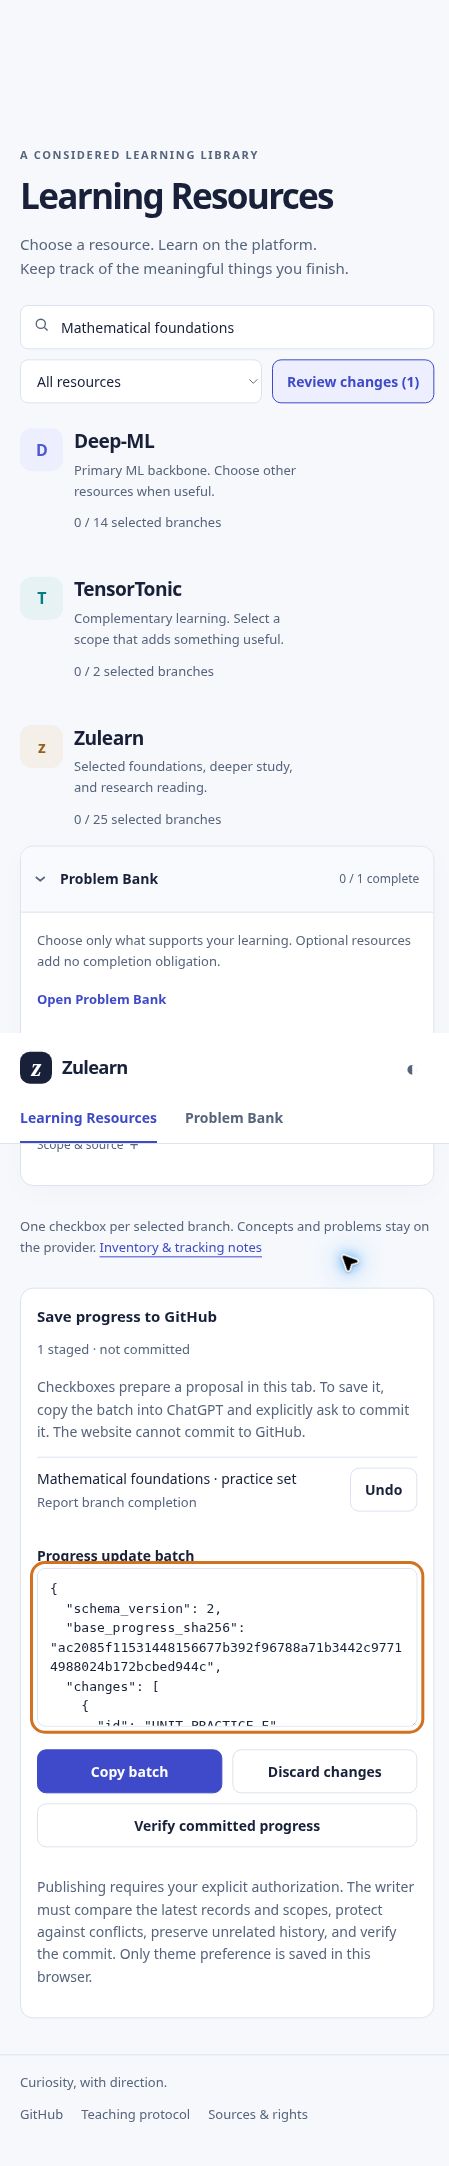 A CONSIDERED LEARNING LIBRARY
Learning Resources
Choose a resource. Learn on the platform.
Keep track of the meaningful things you finish.
Mathematical foundations
All resources
Review changes (1)
D
Deep-ML
Primary ML backbone. Choose other
resources when useful.
0 / 14 selected branches
T
TensorTonic
Complementary learning. Select a
scope that adds something useful.
0 / 2 selected branches
z
Zulearn
Selected foundations, deeper study,
and research reading.
0 / 25 selected branches
Problem Bank
0 / 1 complete
Choose only what supports your learning. Optional resources
add no completion obligation.
Open Problem Bank
z
Zulearn
Learning Resources
Problem Bank
Scope & source +
One checkbox per selected branch. Concepts and problems stay on
the provider. Inventory & tracking notes
Save progress to GitHub
1 staged · not committed
Checkboxes prepare a proposal in this tab. To save it,
copy the batch into ChatGPT and explicitly ask to commit
it. The website cannot commit to GitHub.
Mathematical foundations · practice set
Report branch completion
Undo
Progress update batch
{
"schema_version": 2,
"base_progress_sha256":
"ac2085f11531448156677b392f96788a71b3442c9771
4988024b172bcbed944c",
"changes": [
{
"id": "UNIT-PRACTICE-E"
Copy batch
Discard changes
Verify committed progress
Publishing requires your explicit authorization. The writer
must compare the latest records and scopes, protect
against conflicts, preserve unrelated history, and verify
the commit. Only theme preference is saved in this
browser.
Curiosity, with direction.
GitHub
Teaching protocol
Sources & rights